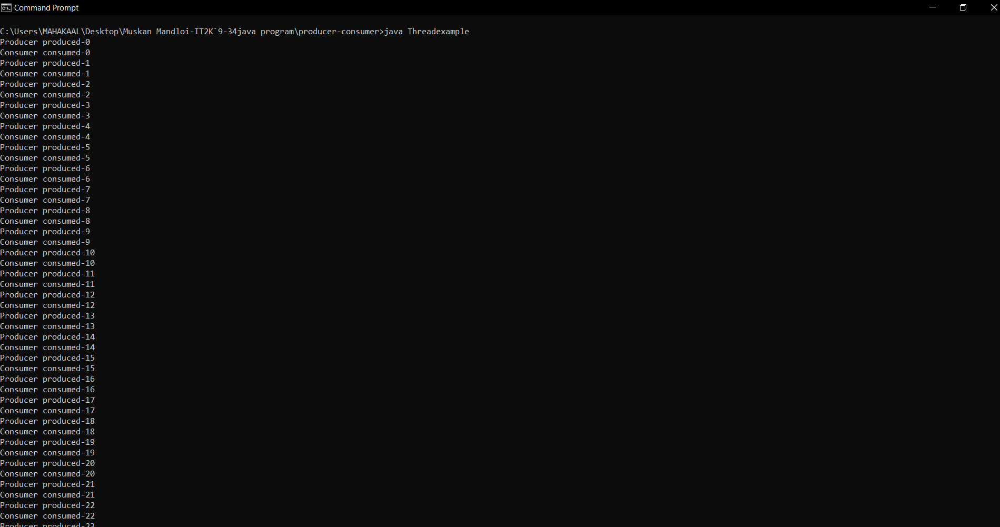 Command Prompt
C:\Users\MAHAKAAL\Desktop\Muskan Mandloi-IT2K`9-34java program\producer-consumer>java Threadexample
Producer produced-0
Consumer consumed-0
Producer produced-1
Consumer consumed-1
Producer produced-2
Consumer consumed-2
Producer produced-3
Consumer consumed-3
Producer produced-4
Consumer consumed-4
Producer produced-5
Consumer consumed-5
Producer produced-6
Consumer consumed-6
Producer produced-7
Consumer consumed-7
Producer produced-8
Consumer consumed-8
Producer produced-9
Consumer consumed-9
Producer produced-10
Consumer consumed-10
Producer produced-11
Consumer consumed-11
Producer produced-12
Consumer consumed-12
Producer produced-13
Consumer consumed-13
Producer produced-14
Consumer consumed-14
Producer produced-15
Consumer consumed-15
Producer produced-16
Consumer consumed-16
Producer produced-17
Consumer consumed-17
Producer produced-18
Consumer consumed-18
Producer produced-19
Consumer consumed-19
Producer produced-20
Consumer consumed-20
Producer produced-21
Consumer consumed-21
Producer produced-22
Consumer consumed-22
Producer produced-23